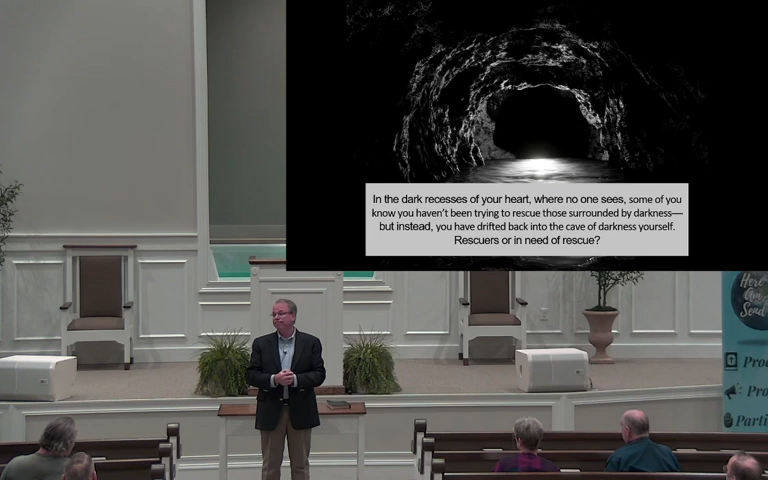 In the dark recesses of your heart, where no one sees, some of you
know you haven't been trying to rescue those surrounded by darkness—
but instead, you have drifted back into the cave of darkness yourself.
Rescuers or in need of rescue?
Here
Am
Send